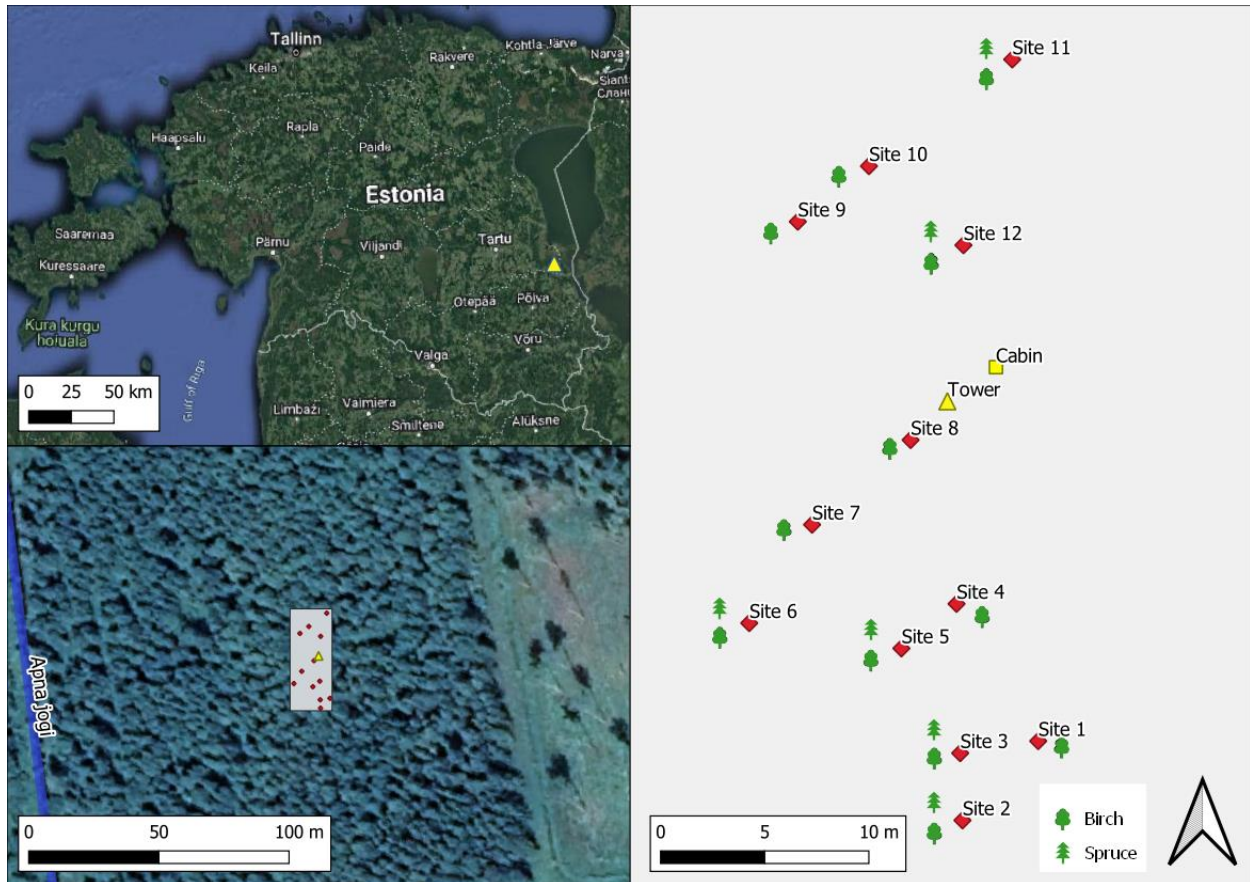 Tallinn
Keila
Rakvere
Kohtla-Järve
Narva
Haapsalu
Rapla
Paide
Estonia
Saaremaa
Kuressaare
Pärnu
Viljandi
Tartu
Otepää
Põlva
Kura kurgu
hoiuala
Võru
Valga
Gulf of Riga
Limbaži
Valmiera
Smiltene
Alūksne
0 25 50 km
Apna jõgi
0 50 100 m
Site 11
Site 10
Site 9
Site 12
Cabin
Tower
Site 8
Site 7
Site 4
Site 6
Site 5
Site 1
Site 3
Site 2
0 5 10 m
Birch
Spruce